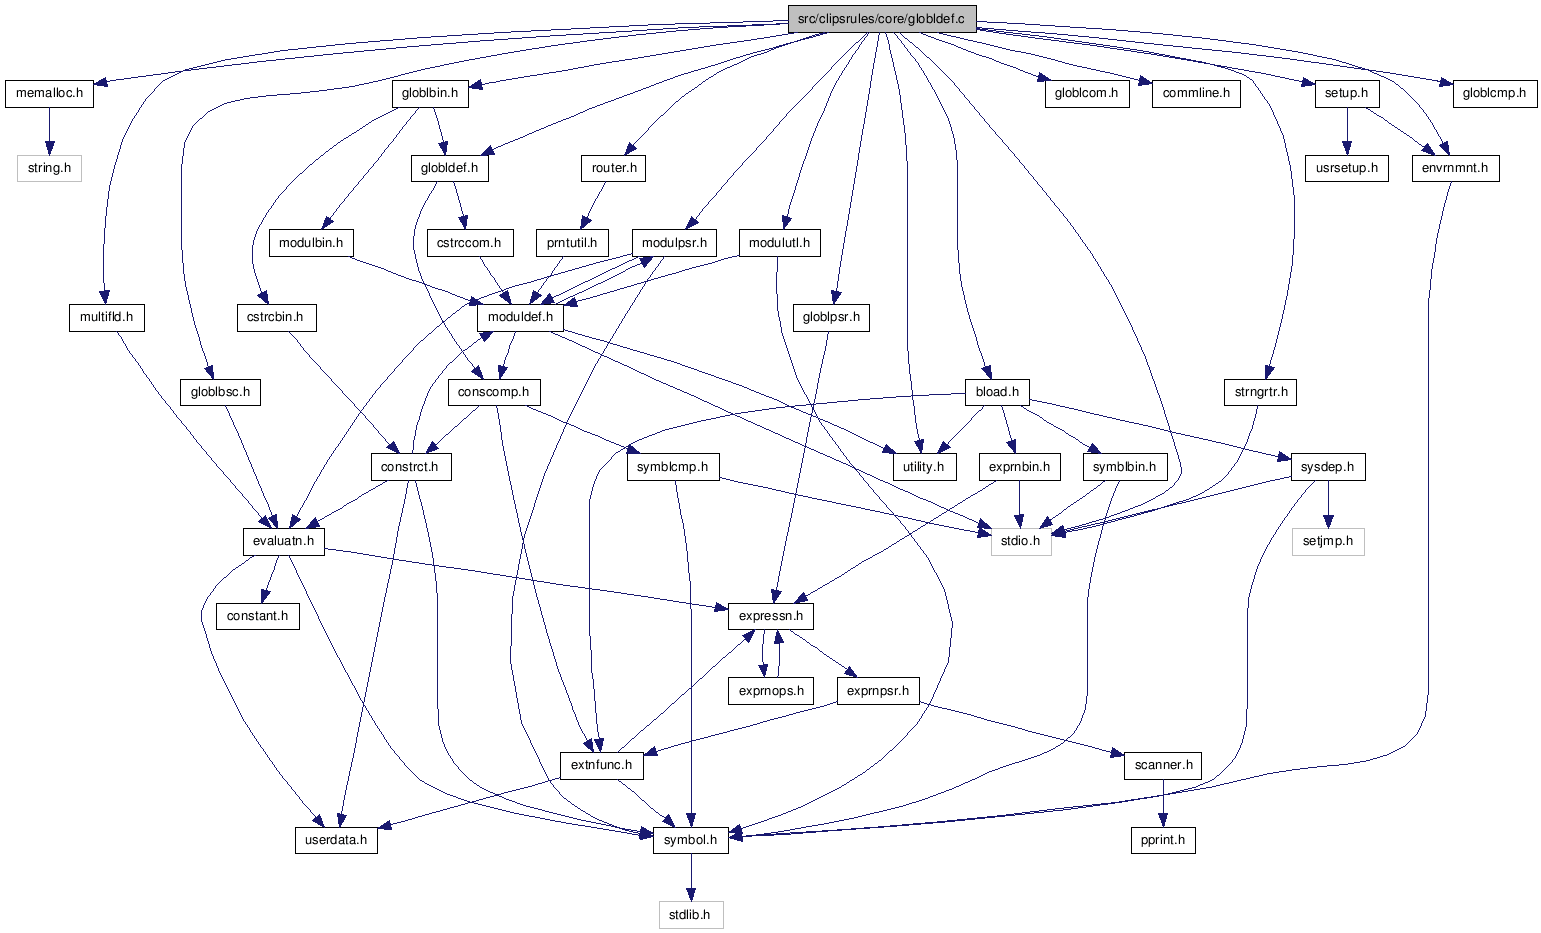 src/clipsrules/core/globldef.c
memalloc.h
globlbin.h
globlcom.h
commline.h
setup.h
globlcmp.h
string.h
globldef.h
router.h
usrsetup.h
envrnmnt.h
modulbin.h
cstrccom.h
prntutil.h
modulpsr.h
modulutl.h
multifld.h
cstrcbin.h
moduldef.h
globlpsr.h
globlbsc.h
conscomp.h
bload.h
strngrtr.h
constrct.h
symblcmp.h
utility.h
exprnbin.h
symblbin.h
sysdep.h
evaluatn.h
stdio.h
setjmp.h
constant.h
expressn.h
exprnops.h
exprnpsr.h
extnfunc.h
scanner.h
userdata.h
symbol.h
pprint.h
stdlib.h